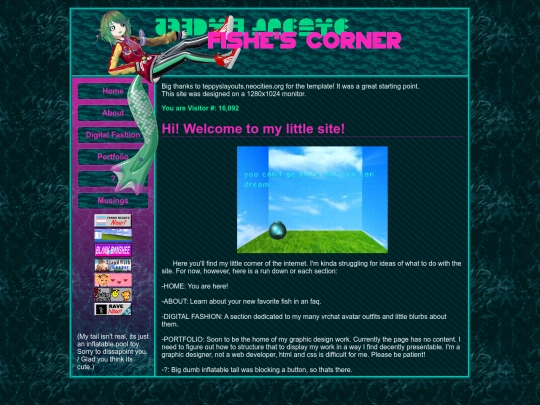 FISHE'S CORNER
Big thanks to teppyslayouts.neocities.org for the template! It was a great starting point.
This site was designed on a 1280x1024 monitor.
You are Visitor #: 16,092
Hi! Welcome to my little site!
Home
About
Digital Fashion
Portfolio
?
Musings
you can't go
dream
BLANK BANSHEE
RAVE
Now!
(My tail isn't real, its just
an inflatable pool toy.
Sorry to dissapoint you.
/ Glad you think its
cute.)
Here you'll find my little corner of the internet. I'm kinda struggling for ideas of what to do with the
site. For now, however, here is a run down or each section:
-HOME: You are here!
-ABOUT: Learn about your new favorite fish in an faq.
-DIGITAL FASHION: A section dedicated to my many vrchat avatar outfits and little blurbs about
them.
-PORTFOLIO: Soon to be home of my graphic design work. Currently the page has no content. I
need to figure out how to structure that to display my work in a way I find decently presentable. I'm a
graphic designer, not a web developer, html and css is difficult for me. Please be patient!
-?: Big dumb inflatable tail was blocking a button, so thats there.